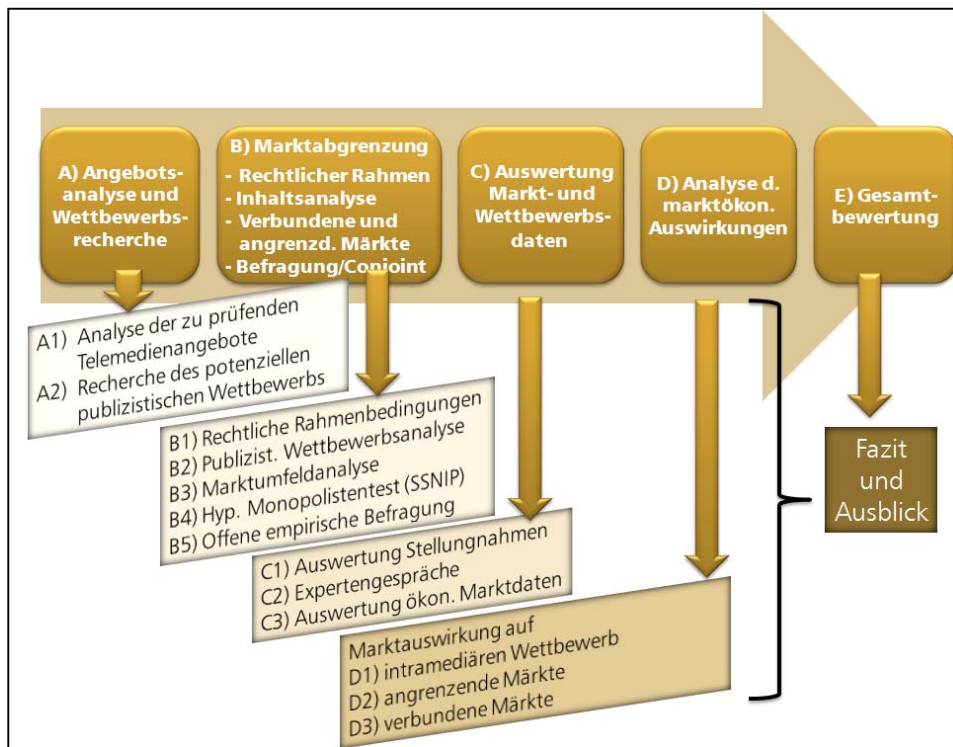 A) Angebots-
analyse und
Wettbewerbs-
recherche
B) Marktabgrenzung
- Rechtlicher Rahmen
- Inhaltsanalyse
- Verbundene und
angrenzd. Märkte
- Befragung/Conjoint
C) Auswertung
Markt- und
Wettbewerbs-
daten
D) Analyse d.
marktökon.
Auswirkungen
E) Gesamt-
bewertung
A1) Analyse der zu prüfenden
Telemedienangebote
A2) Recherche des potenziellen
publizistischen Wettbewerbs
B1) Rechtliche Rahmenbedingungen
B2) Publizist. Wettbewerbsanalyse
B3) Marktumfeldanalyse
B4) Hyp. Monopolistentest (SSNIP)
B5) Offene empirische Befragung
C1) Auswertung Stellungnahmen
C2) Expertengespräche
C3) Auswertung ökon. Marktdaten
Marktauswirkung auf
D1) intramediären Wettbewerb
D2) angrenzende Märkte
D3) verbundene Märkte
Fazit
und
Ausblick